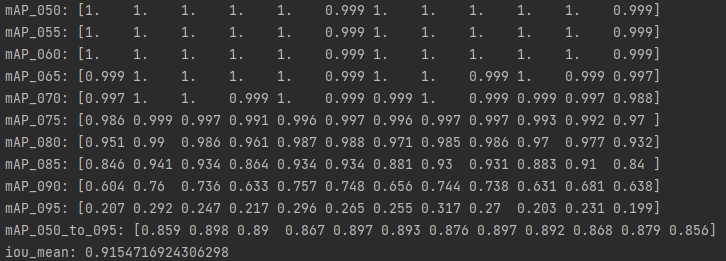 mAP_050: [1.    1.    1.    1.    1.    0.999 1.    1.    1.    1.    1.    0.999]
mAP_055: [1.    1.    1.    1.    1.    0.999 1.    1.    1.    1.    1.    0.999]
mAP_060: [1.    1.    1.    1.    1.    0.999 1.    1.    1.    1.    1.    0.999]
mAP_065: [0.999 1.    1.    1.    1.    0.999 1.    1.    0.999 1.    0.999 0.997]
mAP_070: [0.997 1.    1.    0.999 1.    0.999 0.999 1.    0.999 0.999 0.997 0.988]
mAP_075: [0.986 0.999 0.997 0.991 0.996 0.997 0.996 0.997 0.997 0.993 0.992 0.97 ]
mAP_080: [0.951 0.99  0.986 0.961 0.987 0.988 0.971 0.985 0.986 0.97  0.977 0.932]
mAP_085: [0.846 0.941 0.934 0.864 0.934 0.934 0.881 0.93  0.931 0.883 0.91  0.84 ]
mAP_090: [0.604 0.76  0.736 0.633 0.757 0.748 0.656 0.744 0.738 0.631 0.681 0.638]
mAP_095: [0.207 0.292 0.247 0.217 0.296 0.265 0.255 0.317 0.27  0.203 0.231 0.199]
mAP_050_to_095: [0.859 0.898 0.89  0.867 0.897 0.893 0.876 0.897 0.892 0.868 0.879 0.856]
iou_mean: 0.9154716924306298